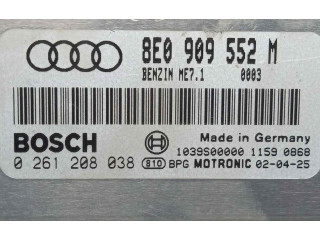 8E0 909 552 M
BENZIN ME7.1 0003
BOSCH
Made in Germany
1039S00000 1159 0868
0 261 208 038 810 BPG MOTRONIC 02-04-25